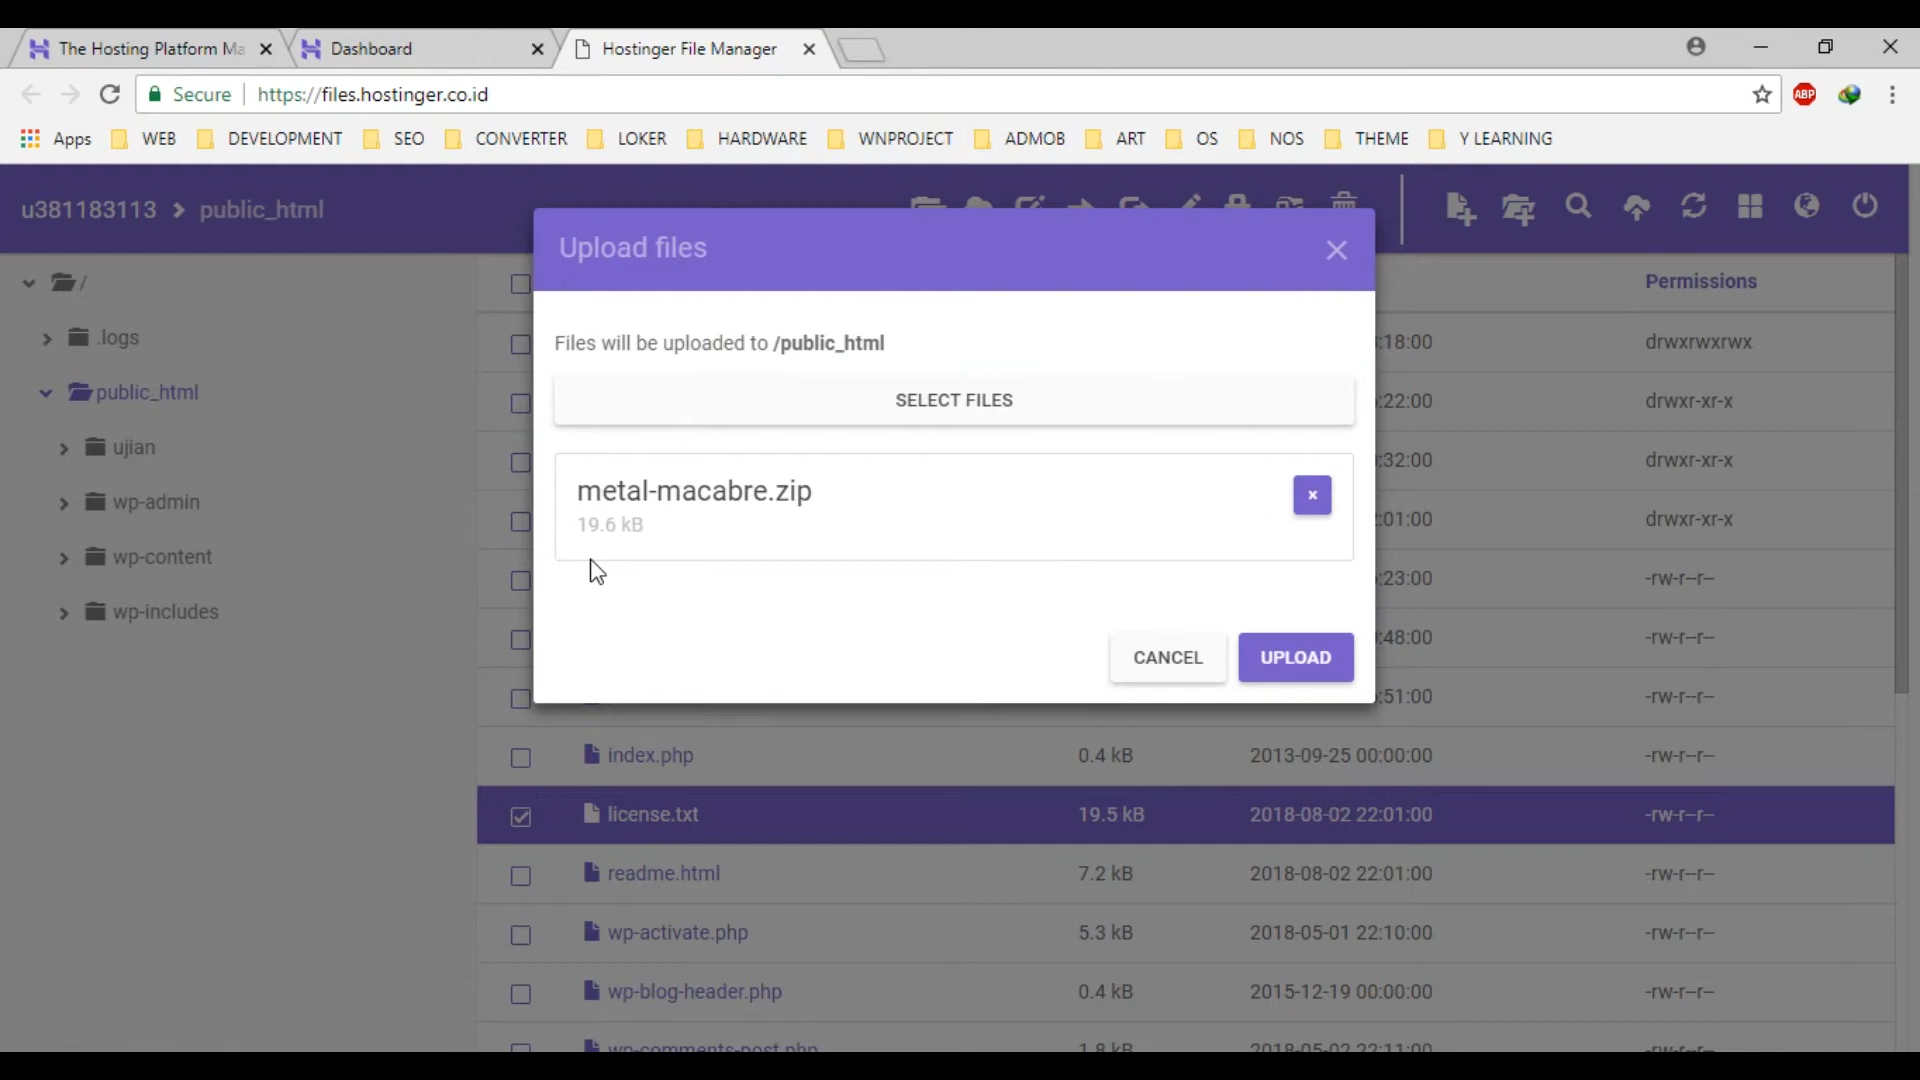 The Hosting Platform Ma
Dashboard
Hostinger File Manager
Secure
https://files.hostinger.co.id
ABP
Apps
WEB
DEVELOPMENT
SEO
CONVERTER
LOKER
HARDWARE
WNPROJECT
ADMOB
ART
OS
NOS
THEME
Y LEARNING
u381183113 > public_html
Upload files
Files will be uploaded to /public_html
SELECT FILES
metal-macabre.zip
19.6 kB
CANCEL
UPLOAD
/
.logs
public_html
ujian
wp-admin
wp-content
wp-includes
Permissions
:18:00 drwxrwxrwx
:22:00 drwxr-xr-x
:32:00 drwxr-xr-x
:01:00 drwxr-xr-x
:23:00 -rw-r--r--
:48:00 -rw-r--r--
:51:00 -rw-r--r--
index.php 0.4 kB 2013-09-25 00:00:00 -rw-r--r--
license.txt 19.5 kB 2018-08-02 22:01:00 -rw-r--r--
readme.html 7.2 kB 2018-08-02 22:01:00 -rw-r--r--
wp-activate.php 5.3 kB 2018-05-01 22:10:00 -rw-r--r--
wp-blog-header.php 0.4 kB 2015-12-19 00:00:00 -rw-r--r--
wp-comments-post.php 1.8 kB 2018-05-02 22:11:00 -rw-r--r--